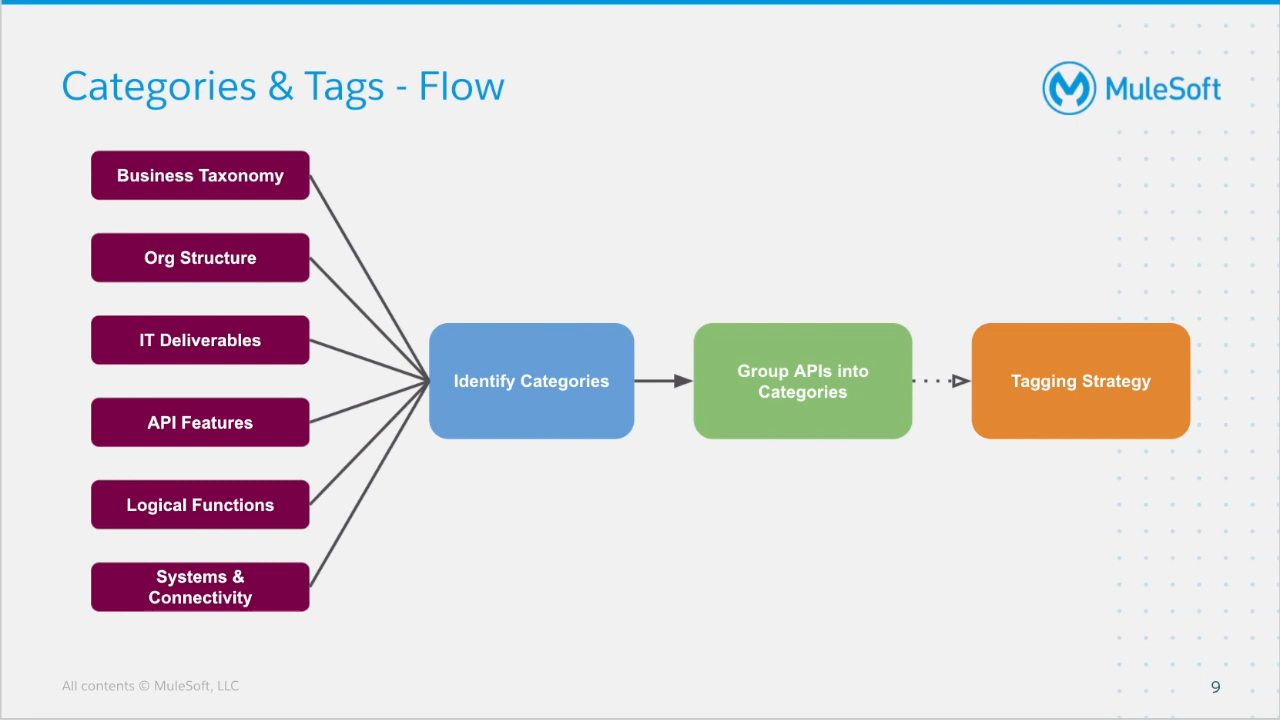 Categories & Tags - Flow
MuleSoft
Business Taxonomy
Org Structure
IT Deliverables
API Features
Logical Functions
Systems &
Connectivity
Identify Categories
Group APIs into
Categories
Tagging Strategy
All contents © MuleSoft, LLC
9